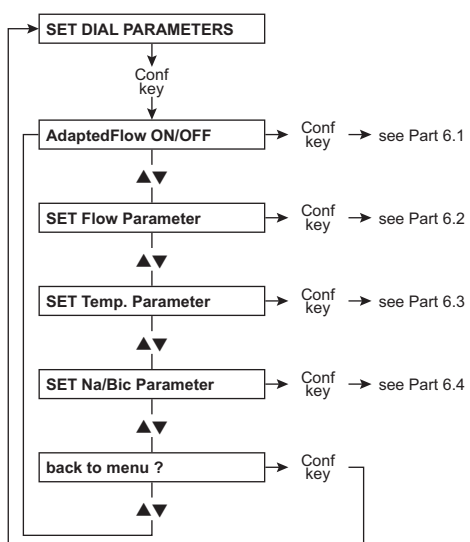 SET DIAL PARAMETERS
Conf
key
AdaptedFlow ON/OFF
Conf
key
see Part 6.1
▲▼
SET Flow Parameter
Conf
key
see Part 6.2
▲▼
SET Temp. Parameter
Conf
key
see Part 6.3
▲▼
SET Na/Bic Parameter
Conf
key
see Part 6.4
▲▼
back to menu ?
Conf
key
▲▼